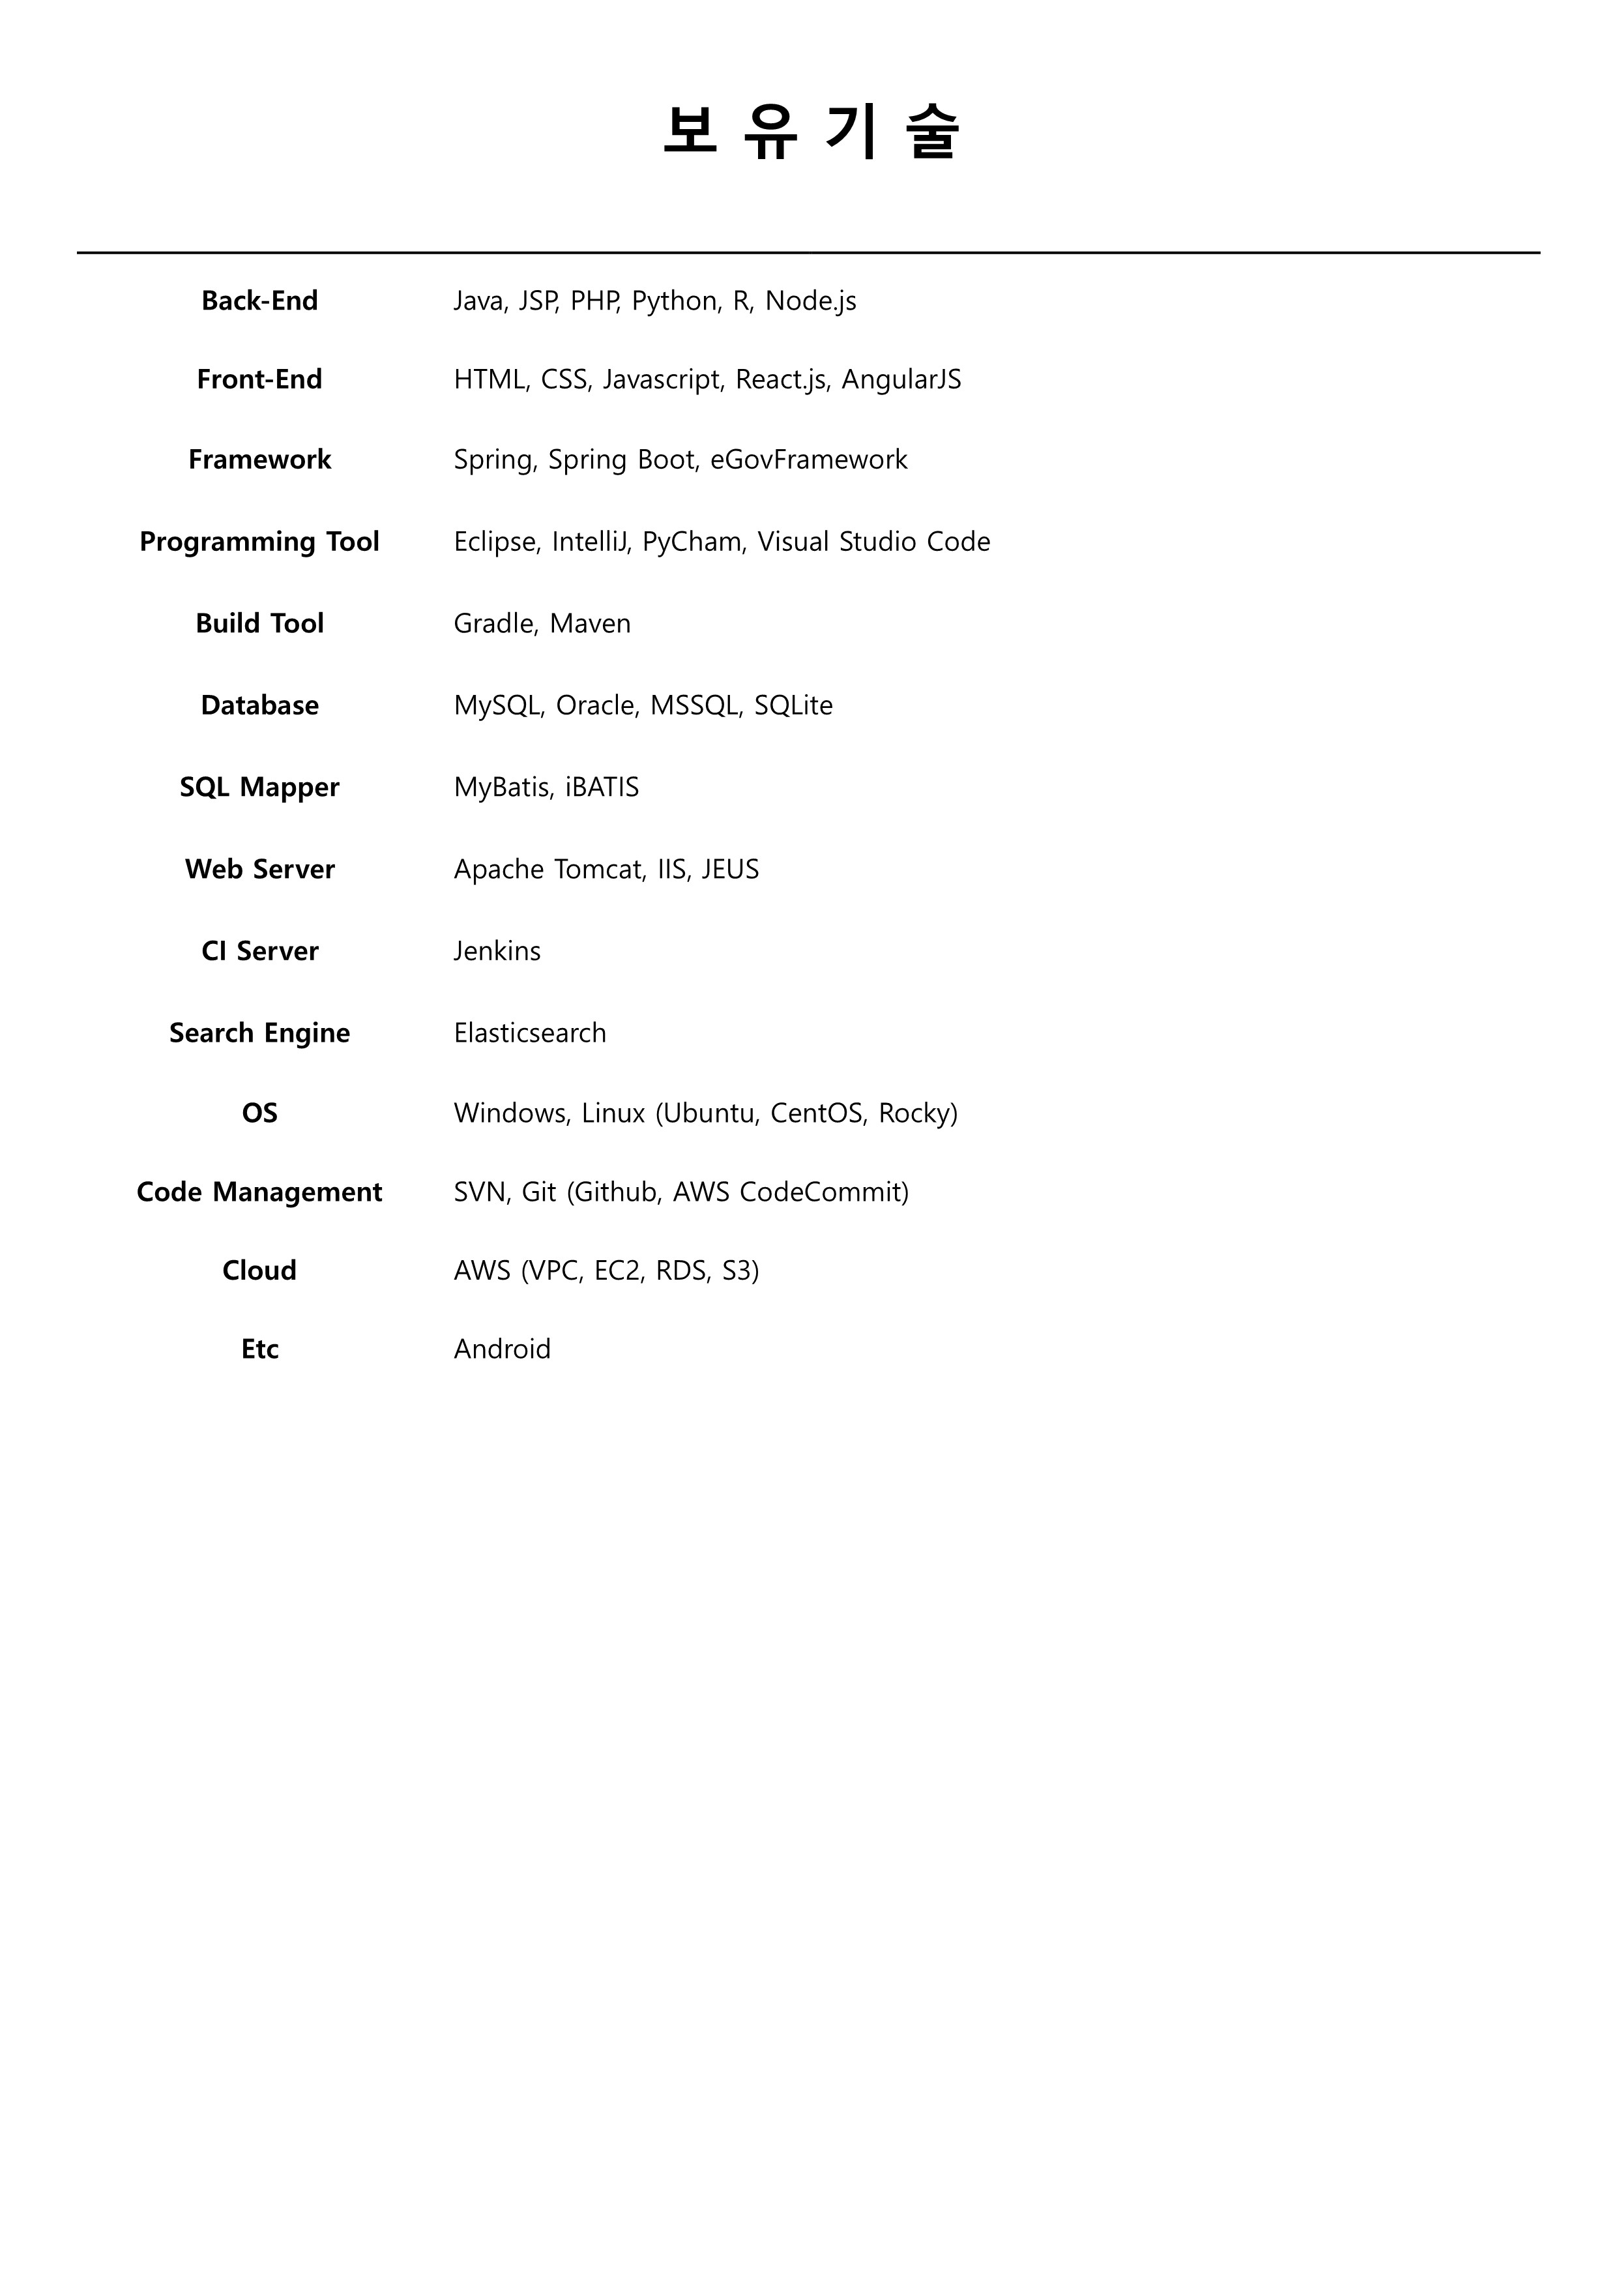 보 유 기 술
Back-End Java, JSP, PHP, Python, R, Node.js
Front-End HTML, CSS, Javascript, React.js, AngularJS
Framework Spring, Spring Boot, eGovFramework
Programming Tool Eclipse, IntelliJ, PyCham, Visual Studio Code
Build Tool Gradle, Maven
Database MySQL, Oracle, MSSQL, SQLite
SQL Mapper MyBatis, iBATIS
Web Server Apache Tomcat, IIS, JEUS
CI Server Jenkins
Search Engine Elasticsearch
OS Windows, Linux (Ubuntu, CentOS, Rocky)
Code Management SVN, Git (Github, AWS CodeCommit)
Cloud AWS (VPC, EC2, RDS, S3)
Etc Android